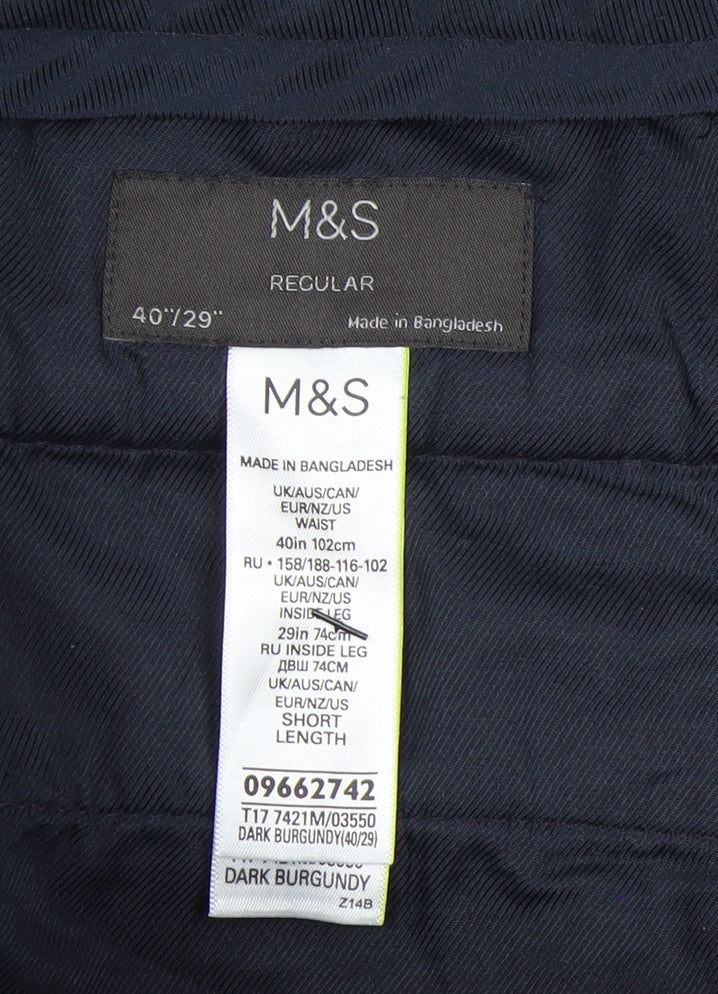 M&S
REGULAR
40"/29"
Made in Bangladesh
M&S
MADE IN BANGLADESH
UK/AUS/CAN/
EUR/NZ/US
WAIST
40in 102cm
RU • 158/188-116-102
UK/AUS/CAN/
EUR/NZ/US
INSIDE LEG
29in 74cm
RU INSIDE LEG
ДВШ 74CM
UK/AUS/CAN/
EUR/NZ/US
SHORT
LENGTH
09662742
T17 7421M/03550
DARK BURGUNDY(40/29)
DARK BURGUNDY
Z14B